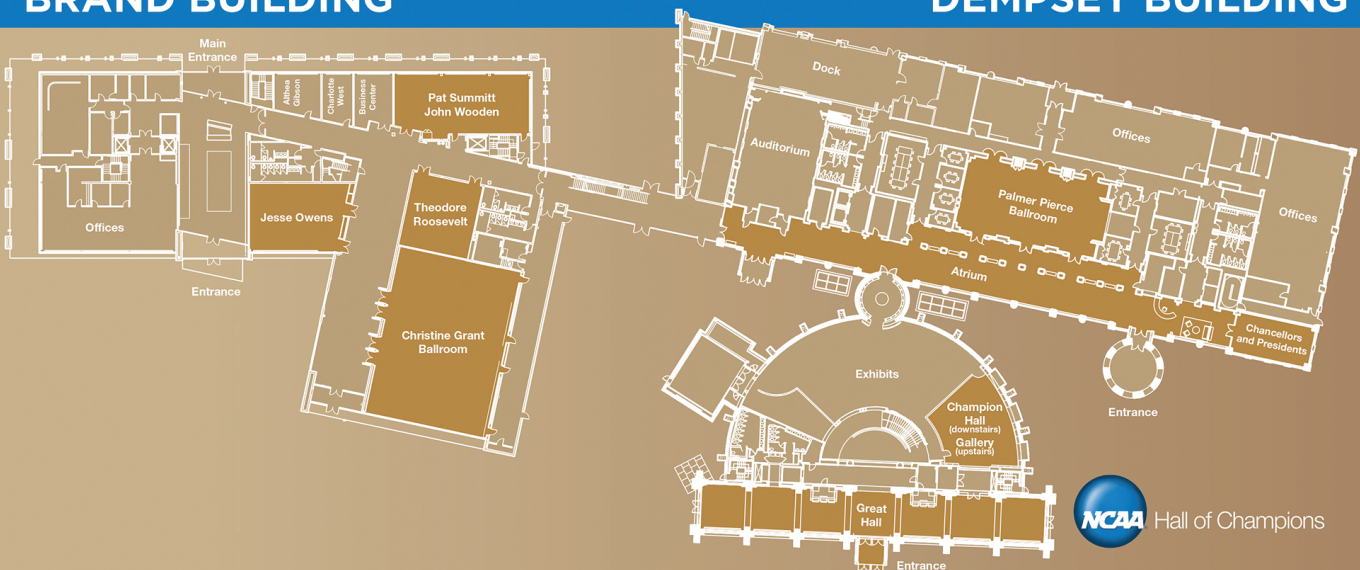 BRAND BUILDING
DEMPSEY BUILDING
Main
Entrance
Althea
Gibson
Charlotte
West
Business
Center
Pat Summitt
John Wooden
Jesse Owens
Offices
Entrance
Theodore
Roosevelt
Christine Grant
Ballroom
Dock
Auditorium
Offices
Palmer Pierce
Ballroom
Offices
Atrium
Chancellors
and Presidents
Entrance
Exhibits
Champion
Hall
(downstairs)
Gallery
(upstairs)
Great
Hall
Entrance
NCAA Hall of Champions